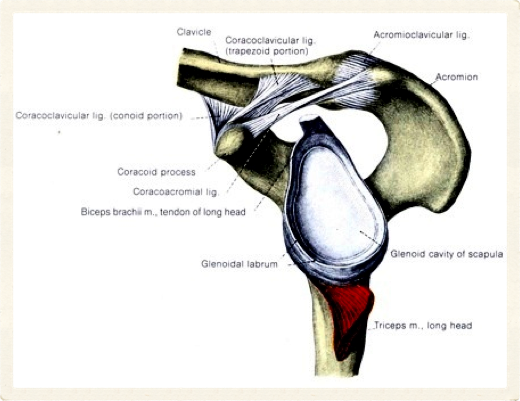 Clavicle
Coracoclavicular lig.
(trapezoid portion)
Acromioclavicular lig.
Acromion
Coracoclavicular lig. (conoid portion)
Coracoid process
Coracoacromial lig.
Biceps brachii m., tendon of long head
Glenoidal labrum
Glenoid cavity of scapula
Triceps m., long head